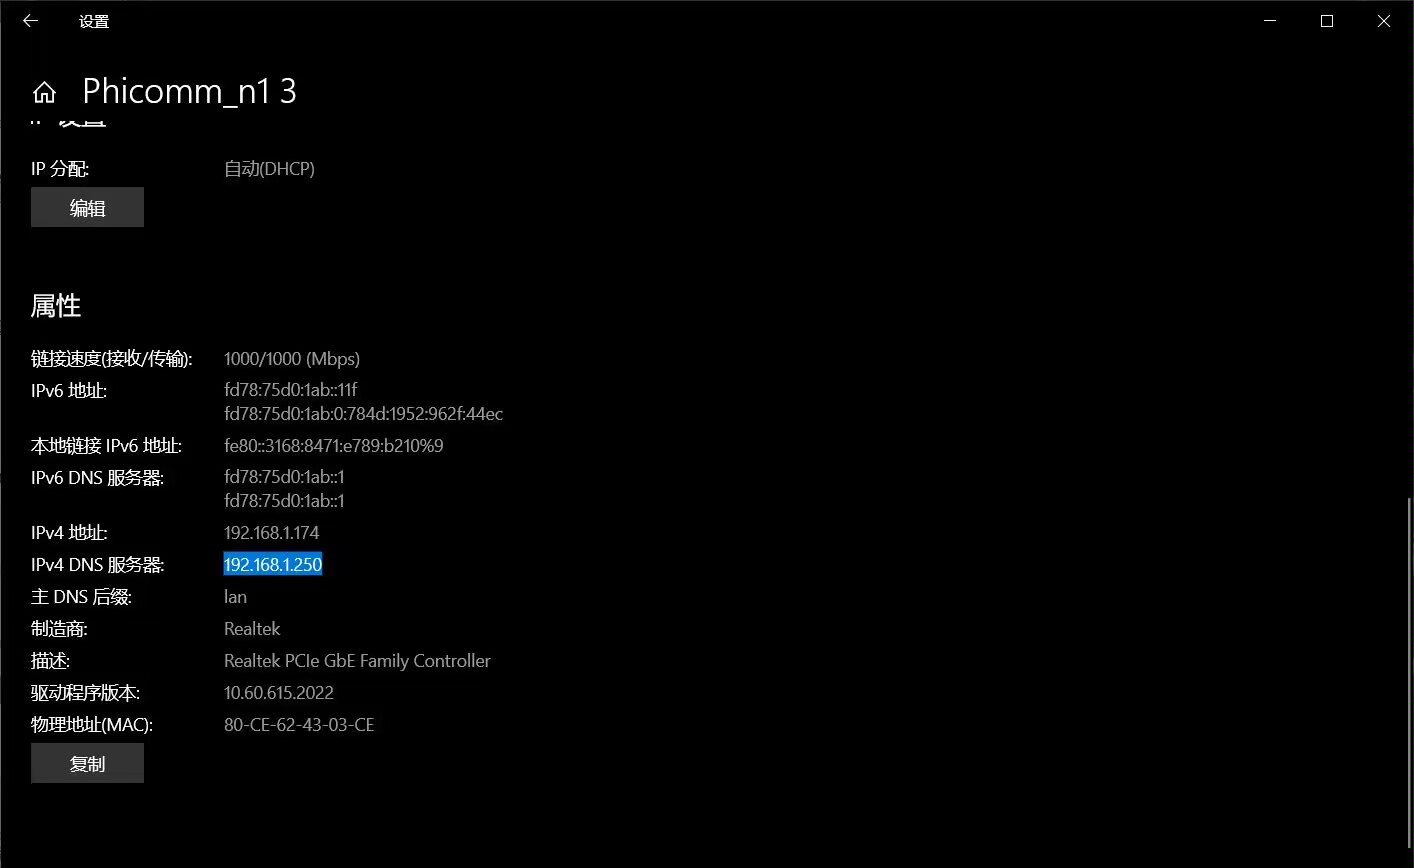 设置
Phicomm_n1 3
IP 设置
IP 分配: 自动(DHCP)
编辑
属性
链接速度(接收/传输): 1000/1000 (Mbps)
IPv6 地址: fd78:75d0:1ab::11f
fd78:75d0:1ab:0:784d:1952:962f:44ec
本地链接 IPv6 地址: fe80::3168:8471:e789:b210%9
IPv6 DNS 服务器: fd78:75d0:1ab::1
fd78:75d0:1ab::1
IPv4 地址: 192.168.1.174
IPv4 DNS 服务器: 192.168.1.250
主 DNS 后缀: lan
制造商: Realtek
描述: Realtek PCIe GbE Family Controller
驱动程序版本: 10.60.615.2022
物理地址(MAC): 80-CE-62-43-03-CE
复制